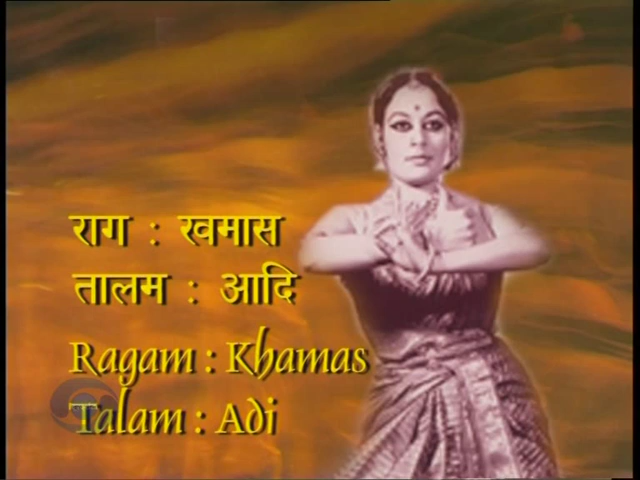 राग : खमास
तालम : आदि
Ragam : Khamas
Talam : Adi